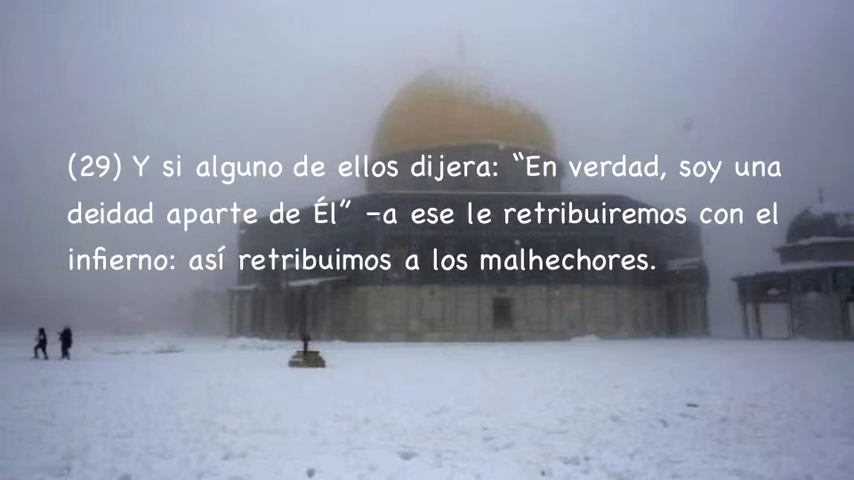 (29) Y si alguno de ellos dijera: “En verdad, soy una
deidad aparte de Él” –a ese le retribuiremos con el
infierno: así retribuimos a los malhechores.